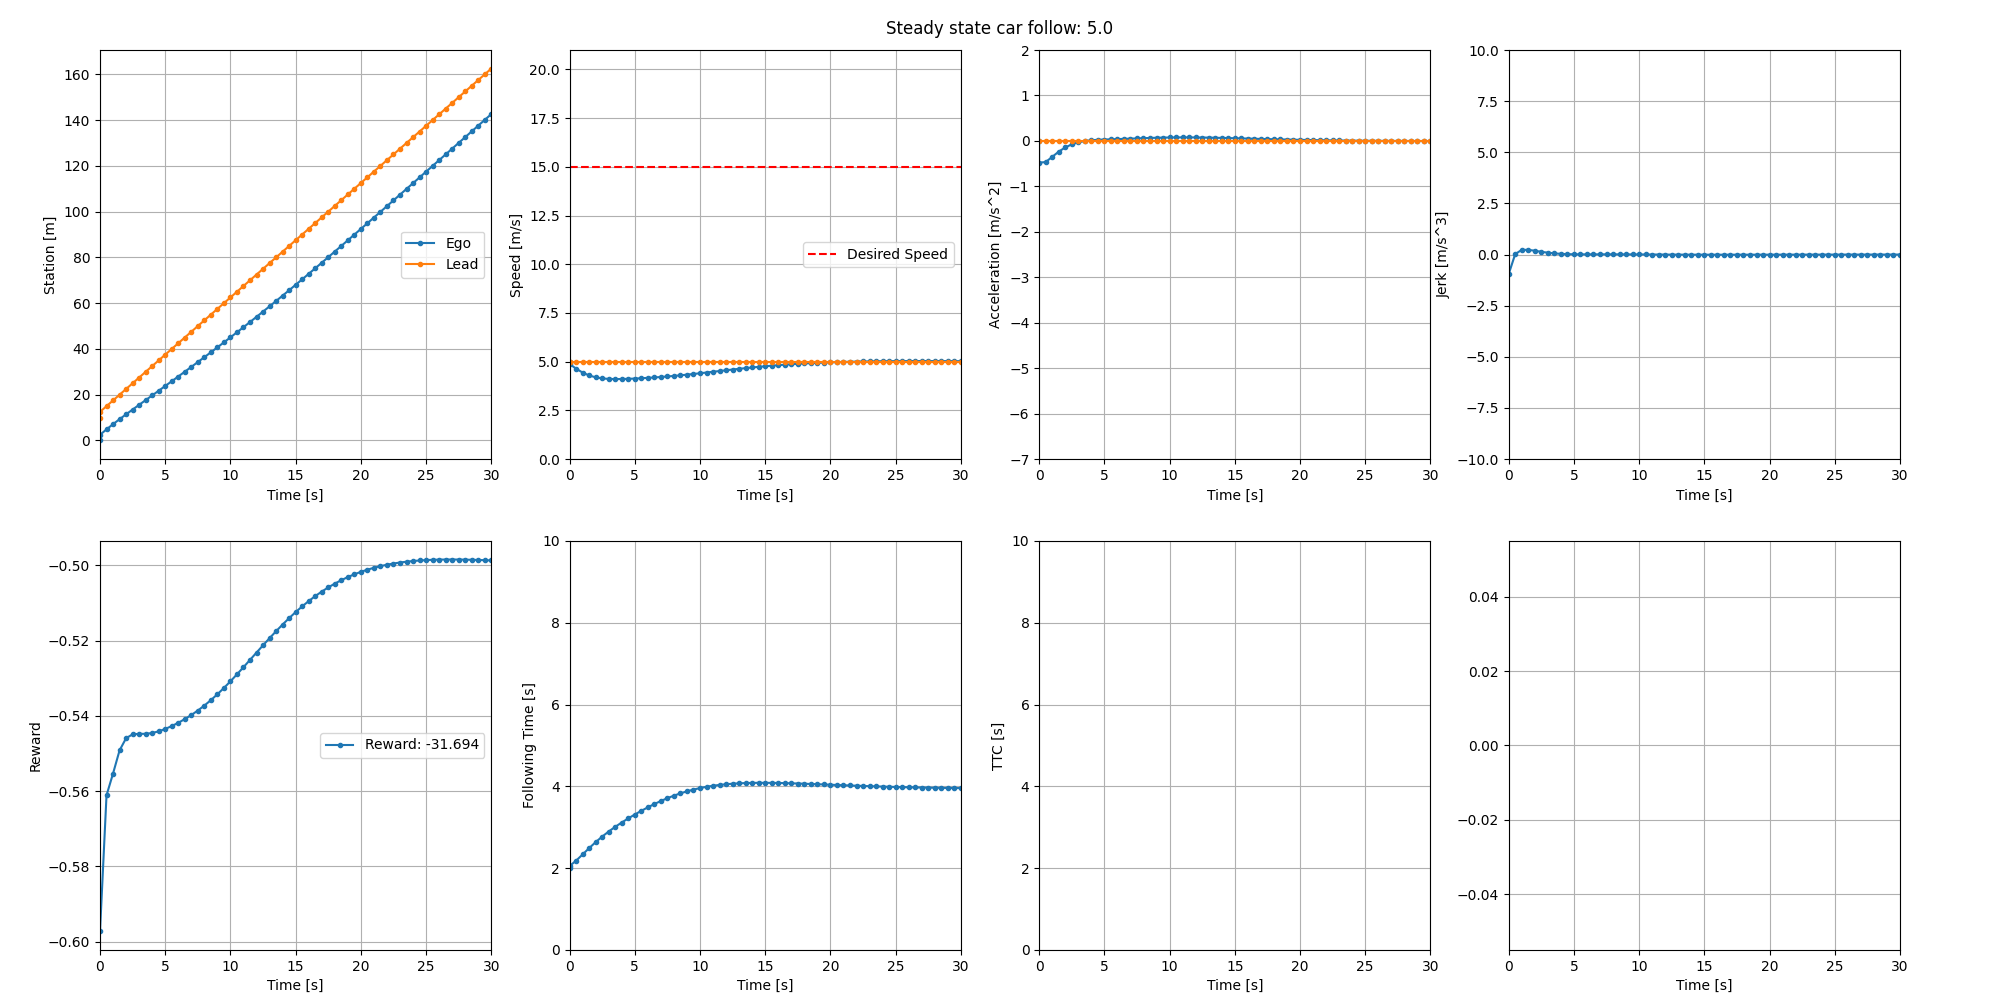 Steady state car follow: 5.0
160
140
120
100
80
60
40
20
0
Station [m]
Ego
Lead
0 5 10 15 20 25 30
Time [s]
20.0
17.5
15.0
12.5
10.0
7.5
5.0
2.5
0.0
Speed [m/s]
Desired Speed
0 5 10 15 20 25 30
Time [s]
2
1
0
−1
−2
−3
−4
−5
−6
−7
Acceleration [m/s^2]
0 5 10 15 20 25 30
Time [s]
10.0
7.5
5.0
2.5
0.0
−2.5
−5.0
−7.5
−10.0
Jerk [m/s^3]
0 5 10 15 20 25 30
Time [s]
−0.50
−0.52
−0.54
−0.56
−0.58
−0.60
Reward
Reward: -31.694
0 5 10 15 20 25 30
Time [s]
10
8
6
4
2
0
Following Time [s]
0 5 10 15 20 25 30
Time [s]
10
8
6
4
2
0
TTC [s]
0 5 10 15 20 25 30
Time [s]
0.04
0.02
0.00
−0.02
−0.04
0 5 10 15 20 25 30
Time [s]